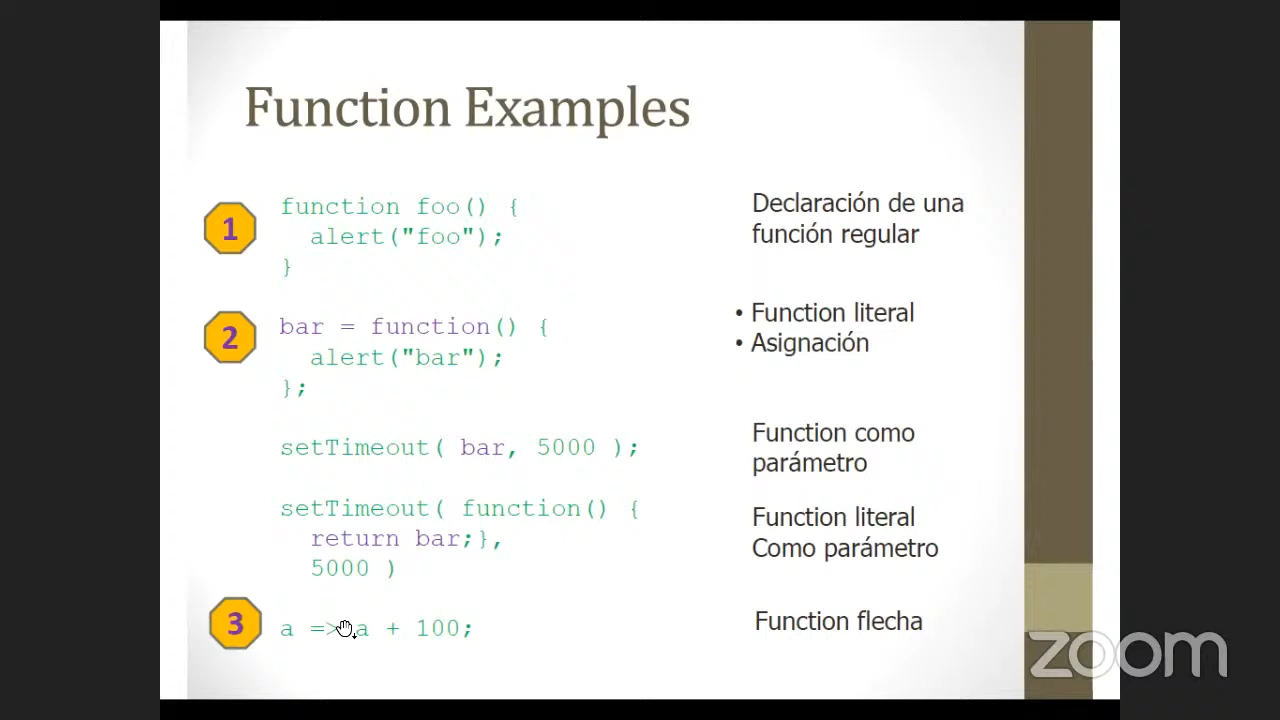 Function Examples
1
function foo() {
alert("foo");
}
Declaración de una
función regular
2
bar = function() {
alert("bar");
};
• Function literal
• Asignación
setTimeout( bar, 5000 );
Function como
parámetro
setTimeout( function() {
return bar;},
5000 )
Function literal
Como parámetro
3
a => a + 100;
Function flecha
zoom